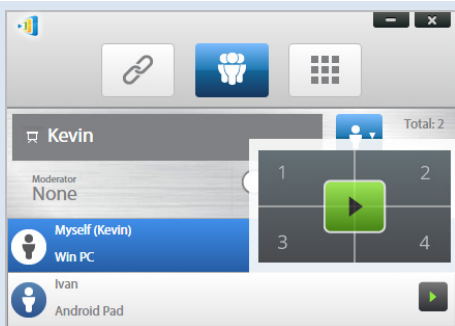 Kevin
Total: 2
Moderator
None
1 2
3 4
Myself (Kevin)
Win PC
Ivan
Android Pad